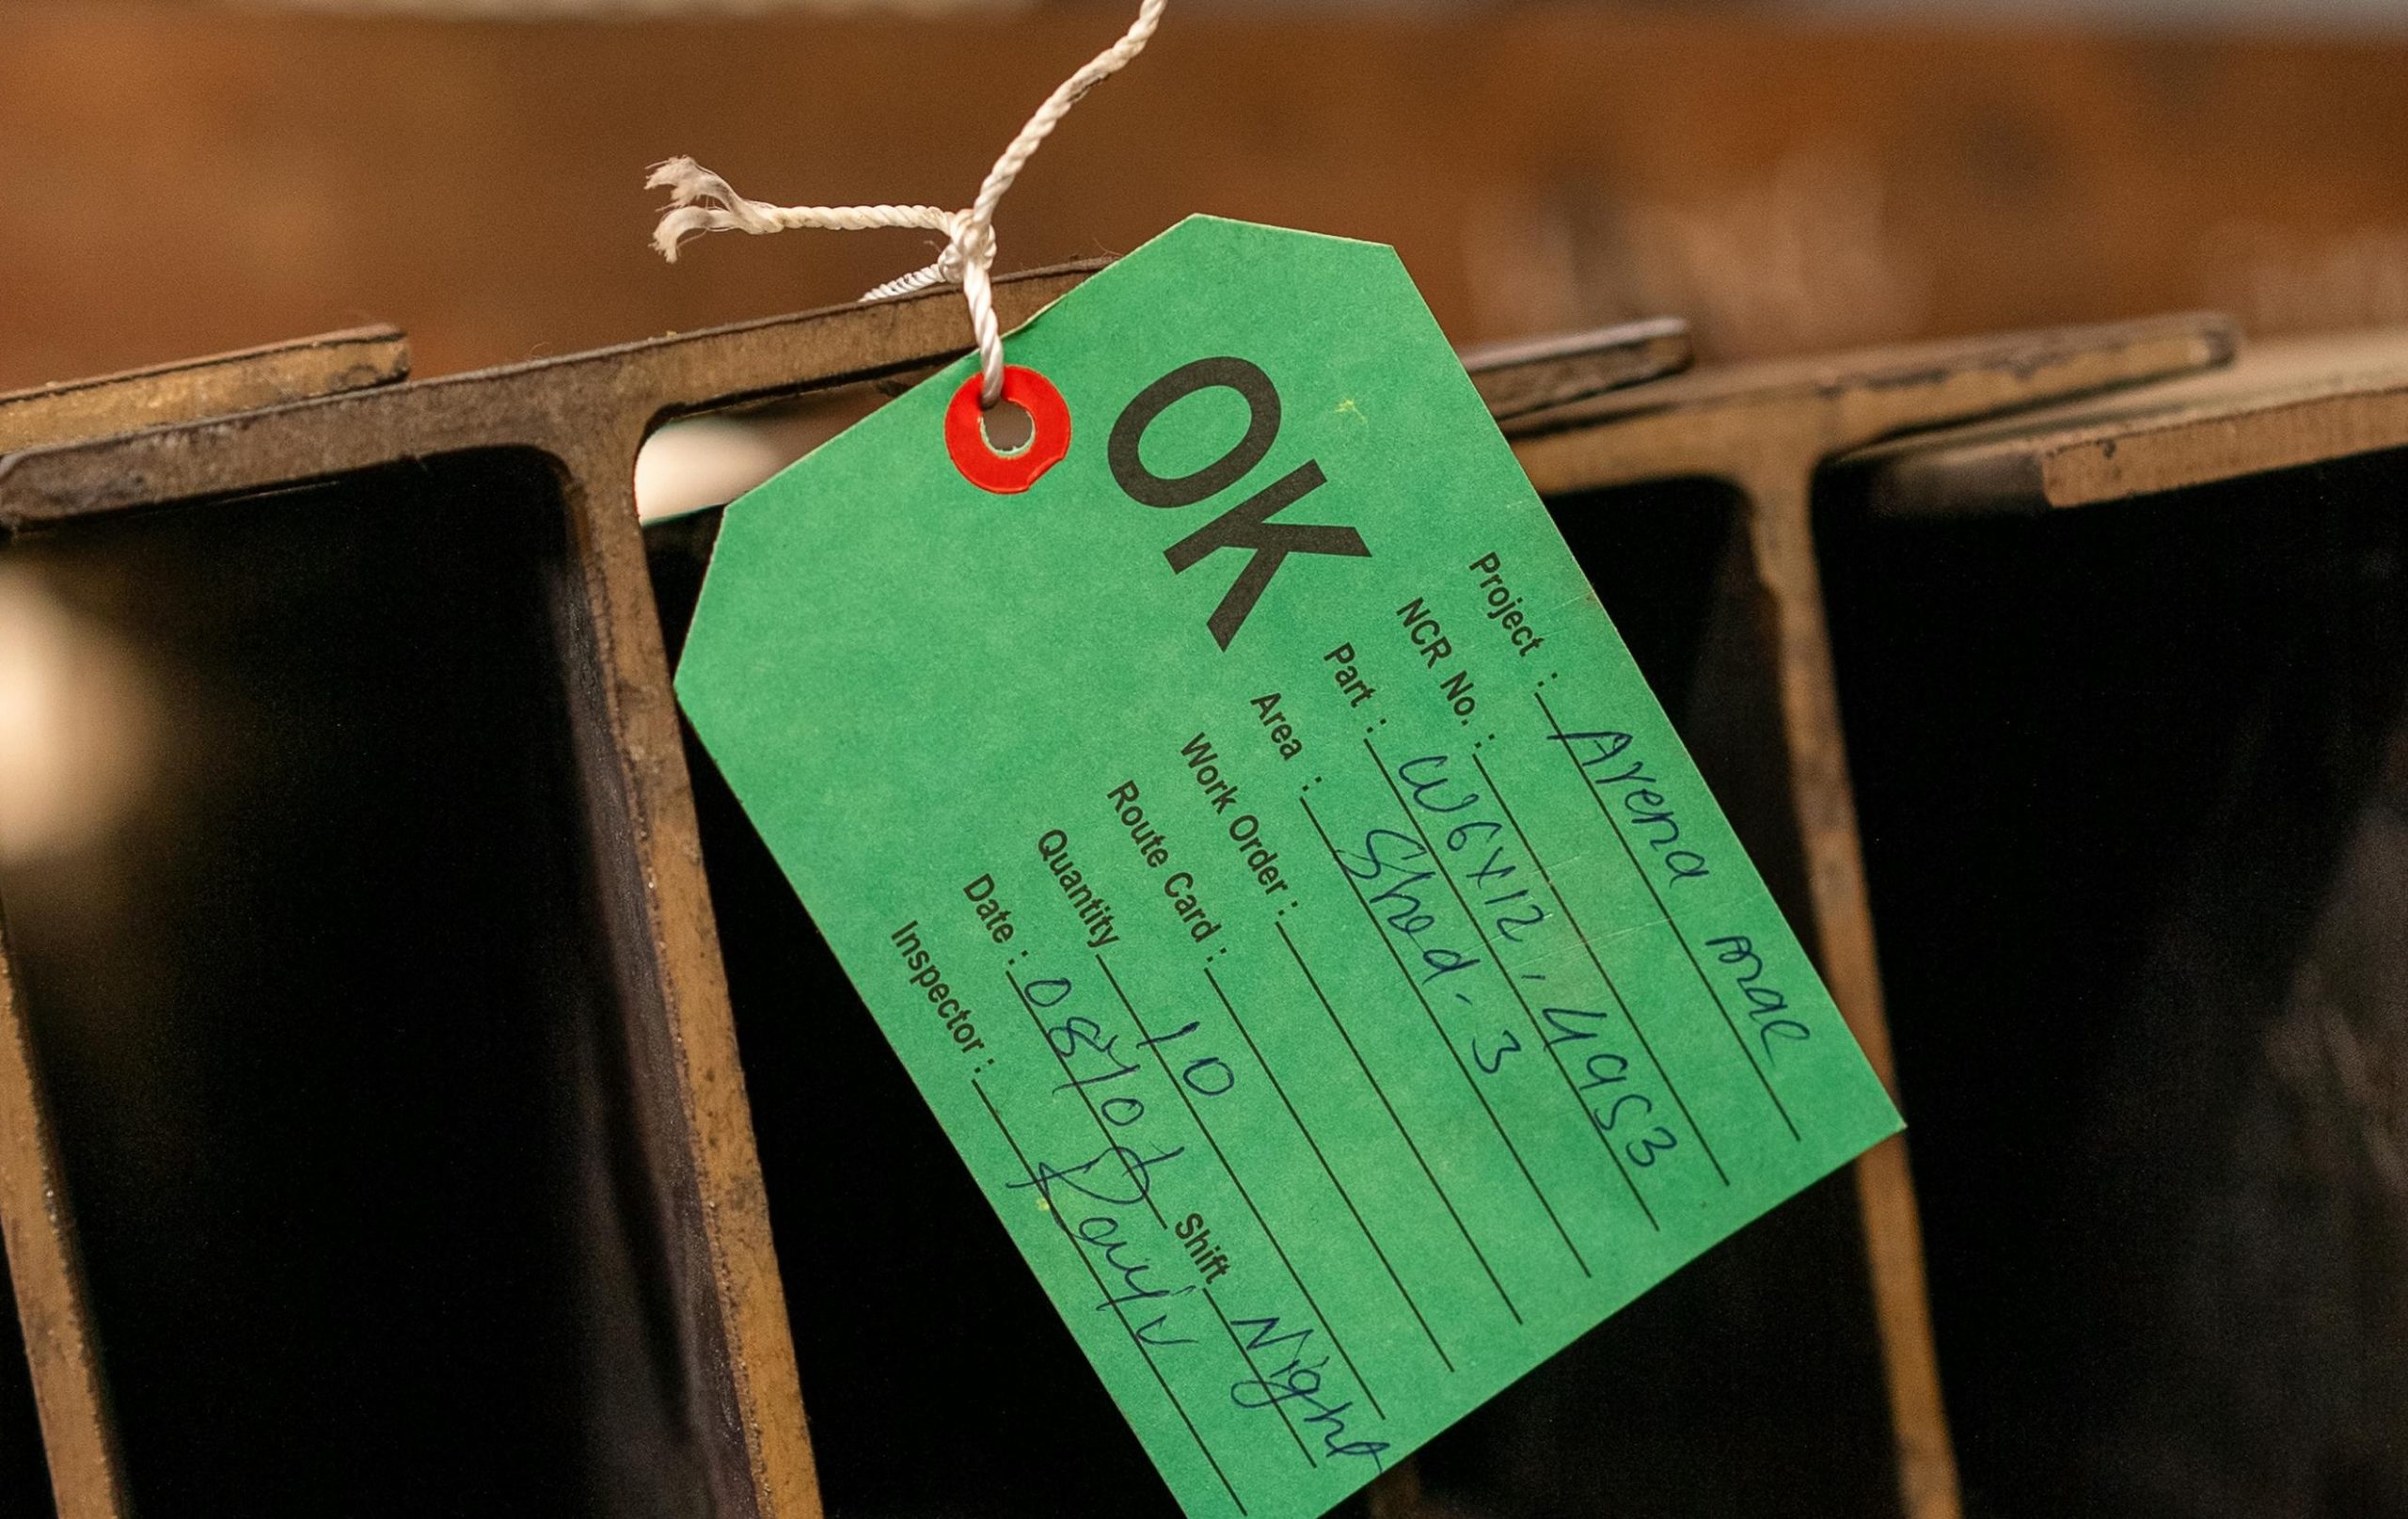 OK
Project : Arena mac
NCR No. :
Part : W6x12, 4953
Area : Shed - 3
Work Order :
Route Card :
Quantity 10
Date : 08/01 Shift Night
Inspector :